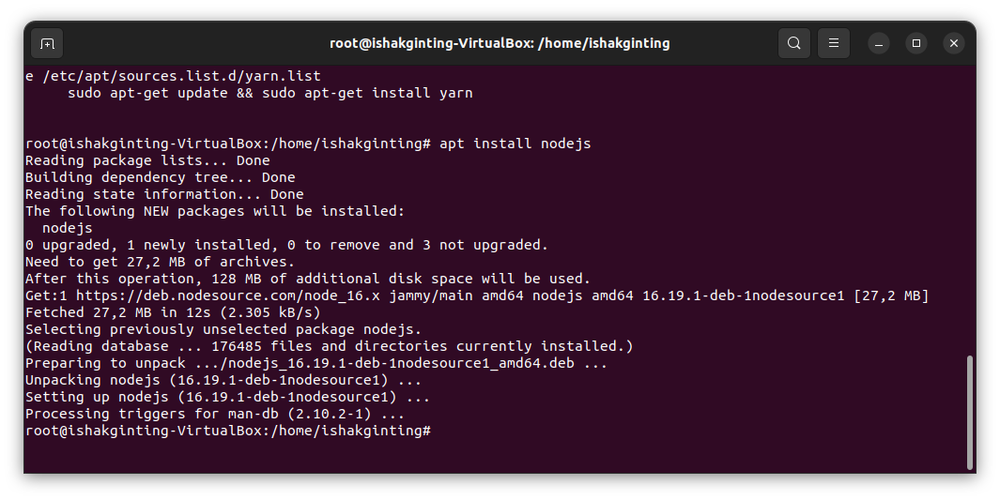 root@ishakginting-VirtualBox: /home/ishakginting
e /etc/apt/sources.list.d/yarn.list
     sudo apt-get update && sudo apt-get install yarn
root@ishakginting-VirtualBox:/home/ishakginting# apt install nodejs
Reading package lists... Done
Building dependency tree... Done
Reading state information... Done
The following NEW packages will be installed:
  nodejs
0 upgraded, 1 newly installed, 0 to remove and 3 not upgraded.
Need to get 27,2 MB of archives.
After this operation, 128 MB of additional disk space will be used.
Get:1 https://deb.nodesource.com/node_16.x jammy/main amd64 nodejs amd64 16.19.1-deb-1nodesource1 [27,2 MB]
Fetched 27,2 MB in 12s (2.305 kB/s)
Selecting previously unselected package nodejs.
(Reading database ... 176485 files and directories currently installed.)
Preparing to unpack .../nodejs_16.19.1-deb-1nodesource1_amd64.deb ...
Unpacking nodejs (16.19.1-deb-1nodesource1) ...
Setting up nodejs (16.19.1-deb-1nodesource1) ...
Processing triggers for man-db (2.10.2-1) ...
root@ishakginting-VirtualBox:/home/ishakginting#